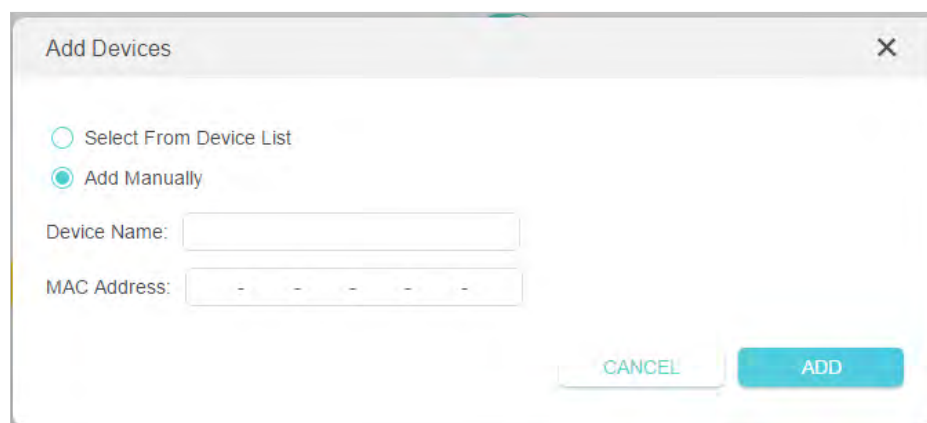 Add Devices
Select From Device List
Add Manually
Device Name:
MAC Address: - - - - -
CANCEL ADD